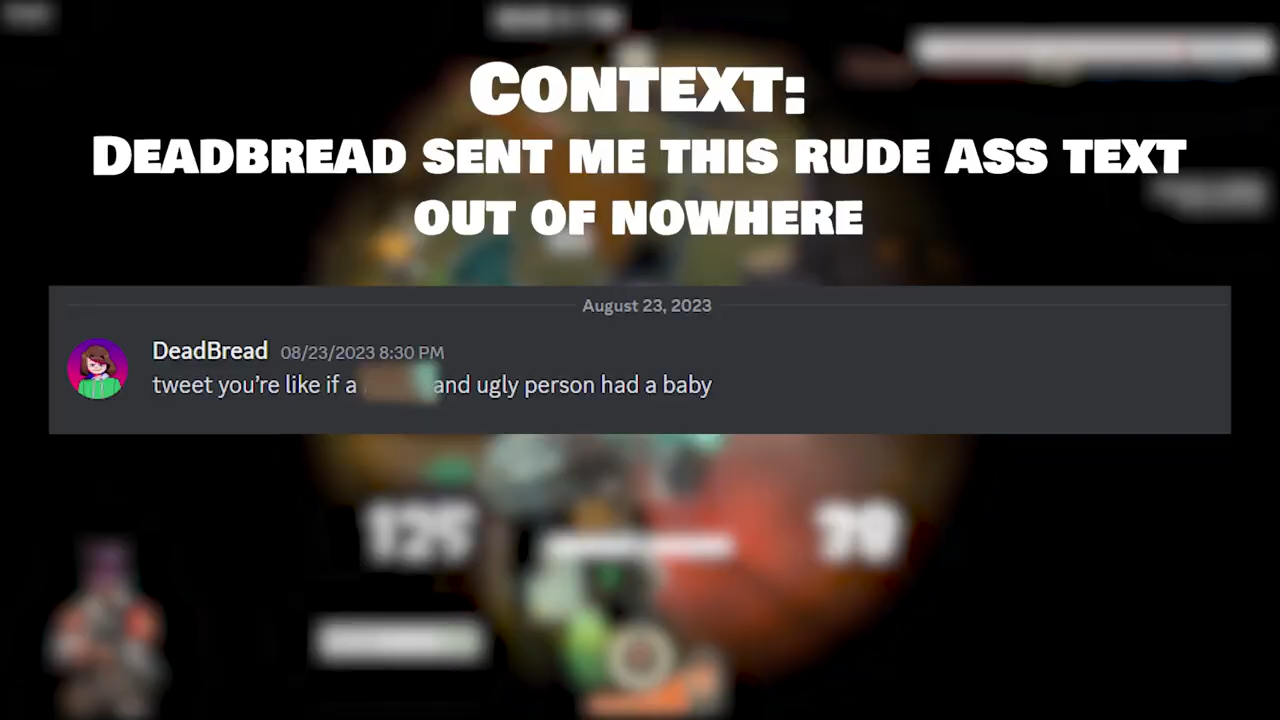 CONTEXT:
DEADBREAD SENT ME THIS RUDE ASS TEXT
OUT OF NOWHERE
August 23, 2023
DeadBread 08/23/2023 8:30 PM
tweet you're like if a and ugly person had a baby
125